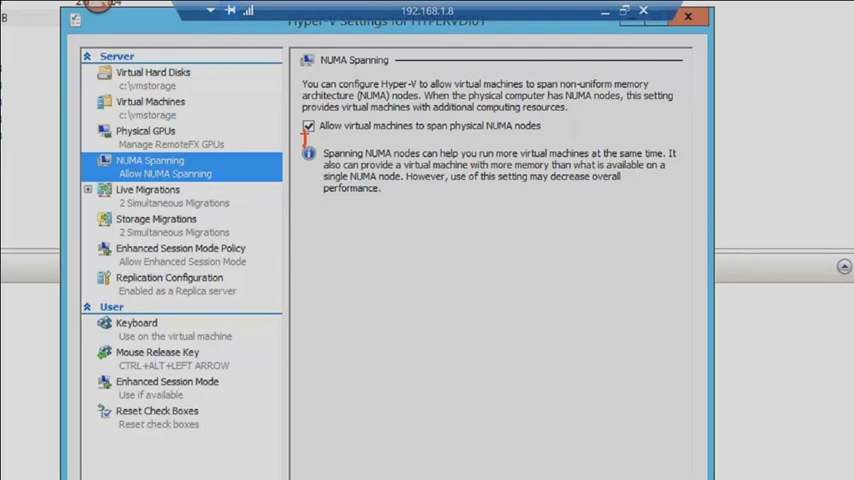 192.168.1.8
Hyper-V Settings for HYPERVDI01
Server
Virtual Hard Disks
c:\vmstorage
Virtual Machines
c:\vmstorage
Physical GPUs
Manage RemoteFX GPUs
NUMA Spanning
Allow NUMA Spanning
Live Migrations
2 Simultaneous Migrations
Storage Migrations
2 Simultaneous Migrations
Enhanced Session Mode Policy
Allow Enhanced Session Mode
Replication Configuration
Enabled as a Replica server
User
Keyboard
Use on the virtual machine
Mouse Release Key
CTRL+ALT+LEFT ARROW
Enhanced Session Mode
Use if available
Reset Check Boxes
Reset check boxes
NUMA Spanning
You can configure Hyper-V to allow virtual machines to span non-uniform memory
architecture (NUMA) nodes. When the physical computer has NUMA nodes, this setting
provides virtual machines with additional computing resources.
Allow virtual machines to span physical NUMA nodes
Spanning NUMA nodes can help you run more virtual machines at the same time. It
also can provide a virtual machine with more memory than what is available on a
single NUMA node. However, use of this setting may decrease overall
performance.